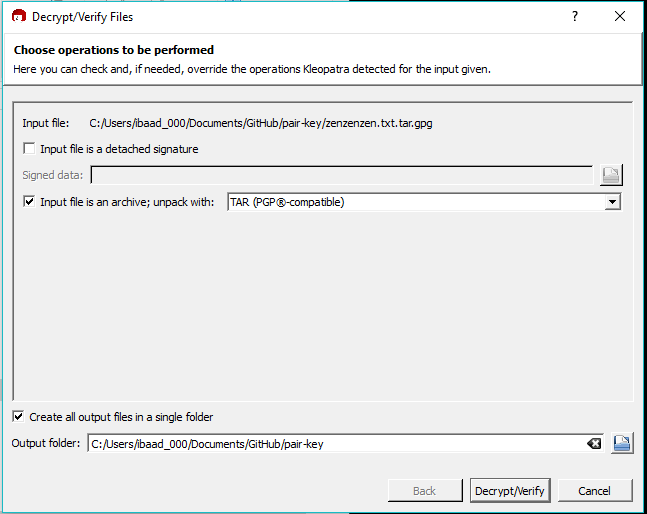 Decrypt/Verify Files
Choose operations to be performed
Here you can check and, if needed, override the operations Kleopatra detected for the input given.
Input file: C:/Users/ibaad_000/Documents/GitHub/pair-key/zenzenzen.txt.tar.gpg
Input file is a detached signature
Signed data:
Input file is an archive; unpack with: TAR (PGP®-compatible)
Create all output files in a single folder
Output folder: C:/Users/ibaad_000/Documents/GitHub/pair-key
Back Decrypt/Verify Cancel